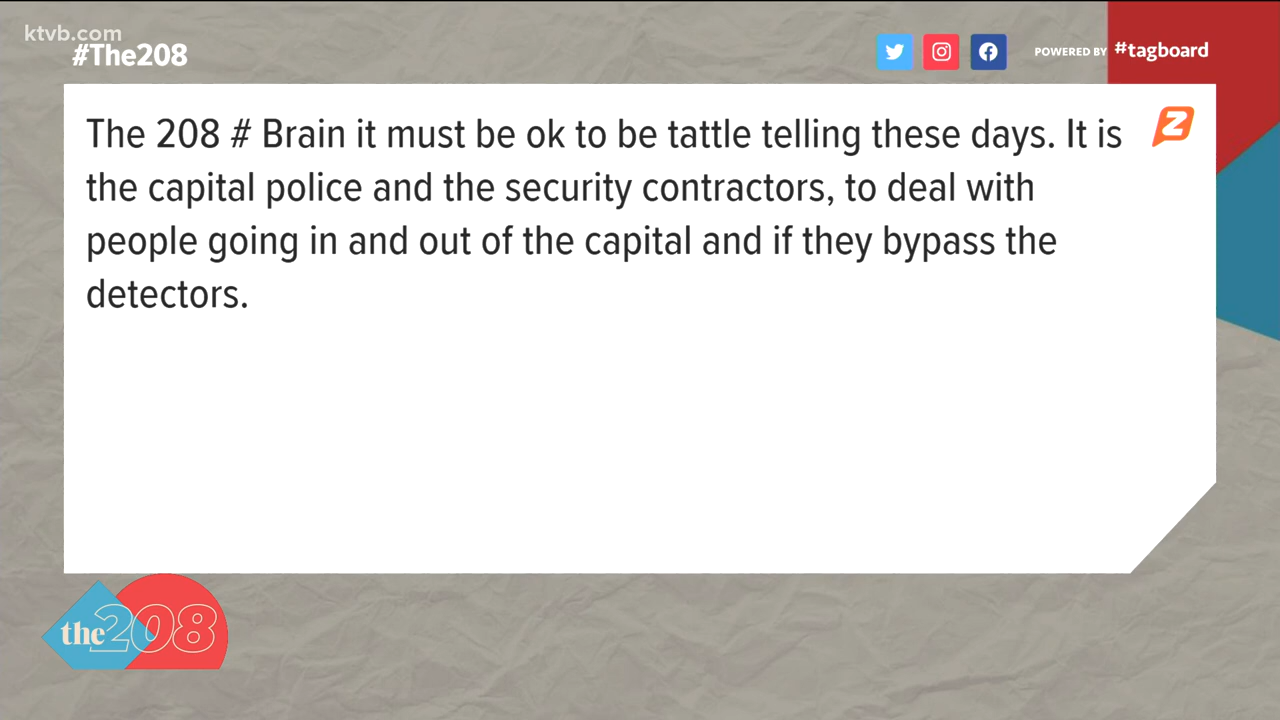 ktvb.com
#The208
POWERED BY #tagboard
The 208 # Brain it must be ok to be tattle telling these days. It is
the capital police and the security contractors, to deal with
people going in and out of the capital and if they bypass the
detectors.
the 208